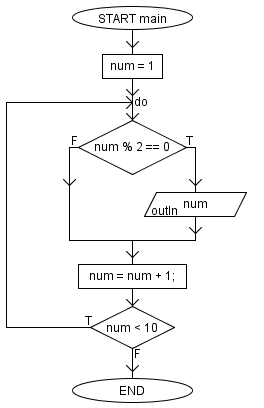 START main
num = 1
do
F
T
num % 2 == 0
num
outln
num = num + 1;
T
num < 10
F
END